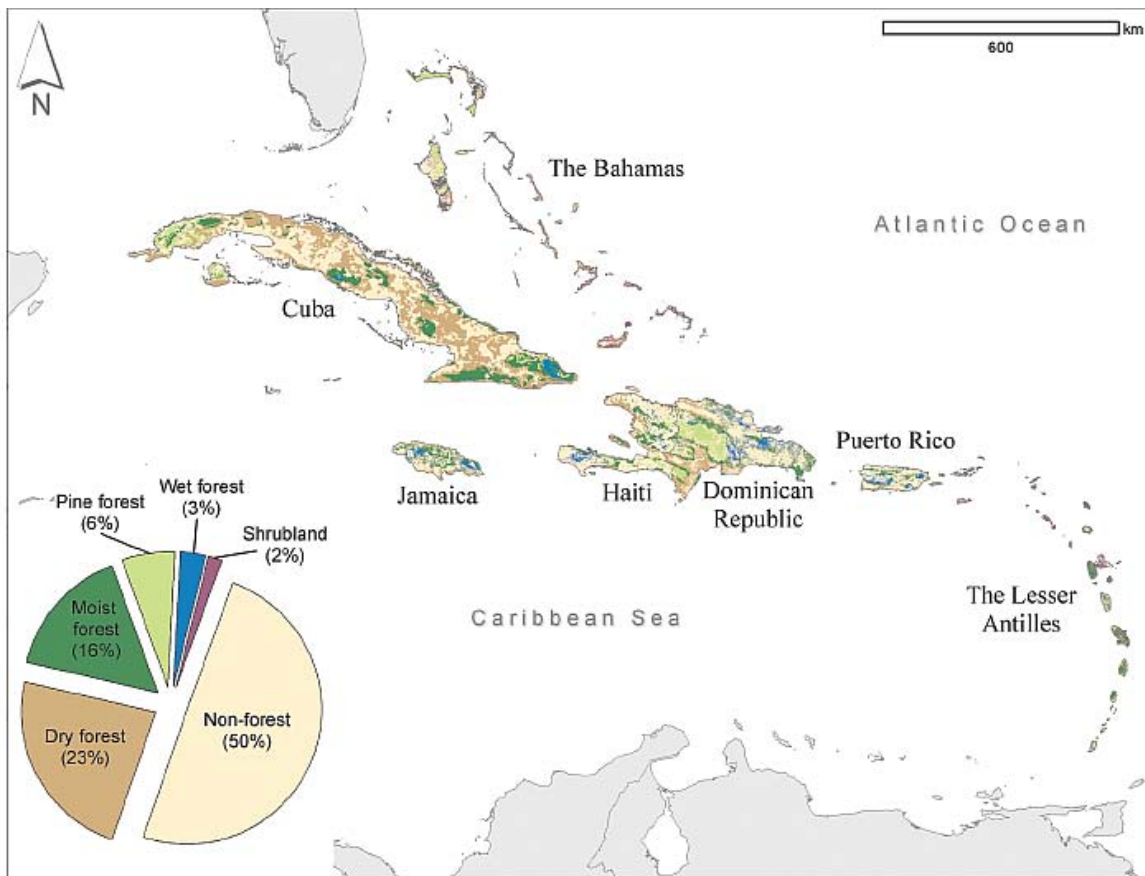 km
600
N
The Bahamas
Atlantic Ocean
Cuba
Puerto Rico
Jamaica
Haiti
Dominican
Republic
The Lesser
Antilles
Caribbean Sea
Wet forest
(3%)
Pine forest
(6%)
Shrubland
(2%)
Moist
forest
(16%)
Non-forest
(50%)
Dry forest
(23%)